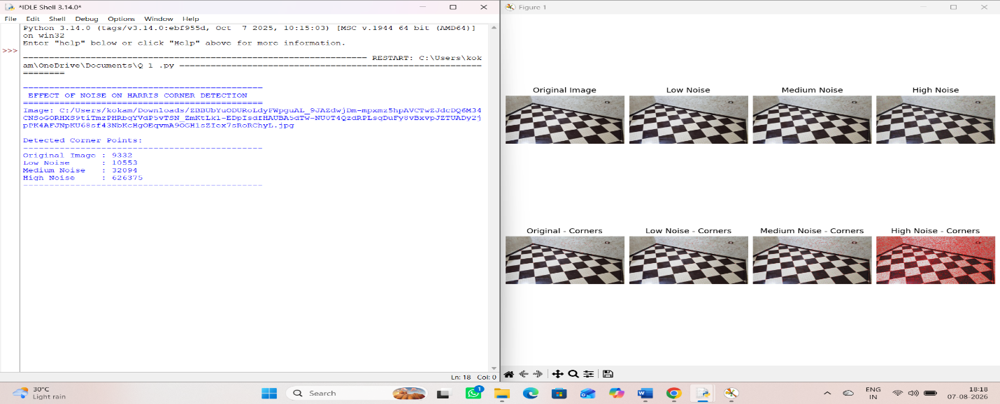 *IDLE Shell 3.14.0*
File Edit Shell Debug Options Window Help
Python 3.14.0 (tags/v3.14.0:ebf955d, Oct 7 2025, 10:15:03) [MSC v.1944 64 bit (AMD64)]
on win32
Enter "help" below or click "Help" above for more information.
>>>
RESTART: C:\Users\kok
am\OneDrive\Documents\Q 1 .py
EFFECT OF NOISE ON HARRIS CORNER DETECTION
Image: C:/Users/kokam/Downloads/
Detected Corner Points:
Original Image : 9332
Low Noise : 10553
Medium Noise : 32094
High Noise : 626375
Ln: 18 Col: 0
Figure 1
Original Image Low Noise Medium Noise High Noise
Original - Corners Low Noise - Corners Medium Noise - Corners High Noise - Corners
30°C
Light rain
Search
1
ENG
IN
18:18
07-08-2026